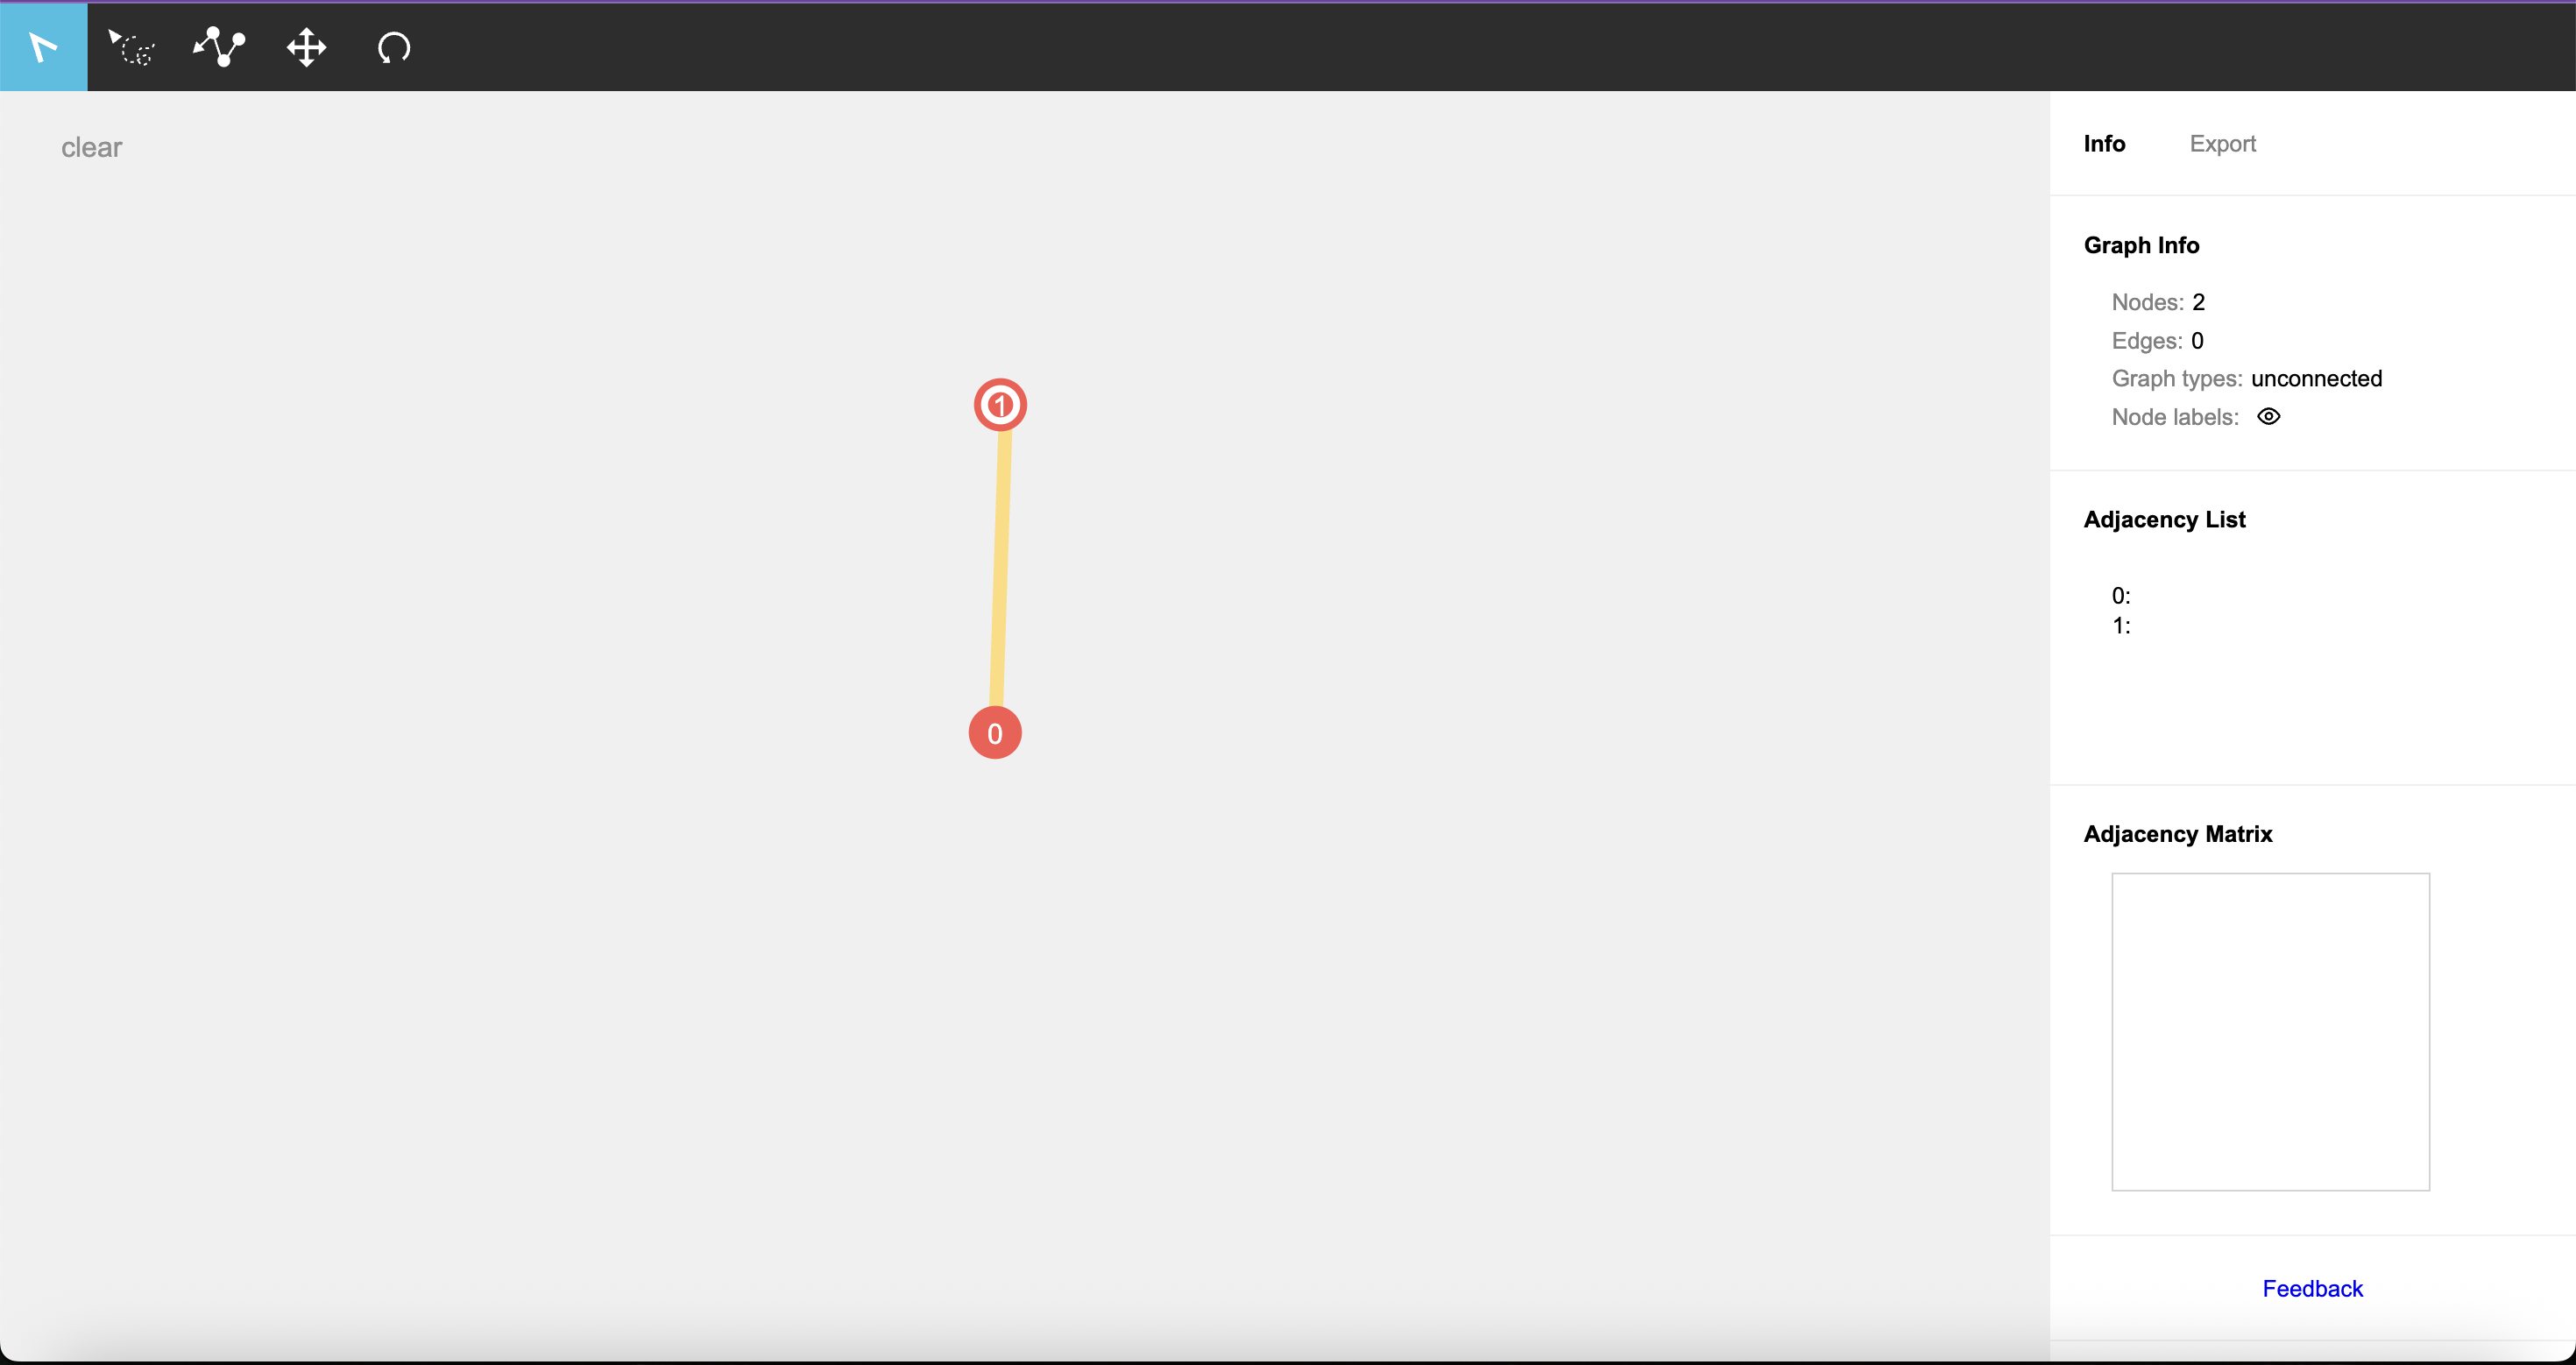 clear
1
0
Info Export
Graph Info
Nodes: 2
Edges: 0
Graph types: unconnected
Node labels:
Adjacency List
0:
1:
Adjacency Matrix
Feedback